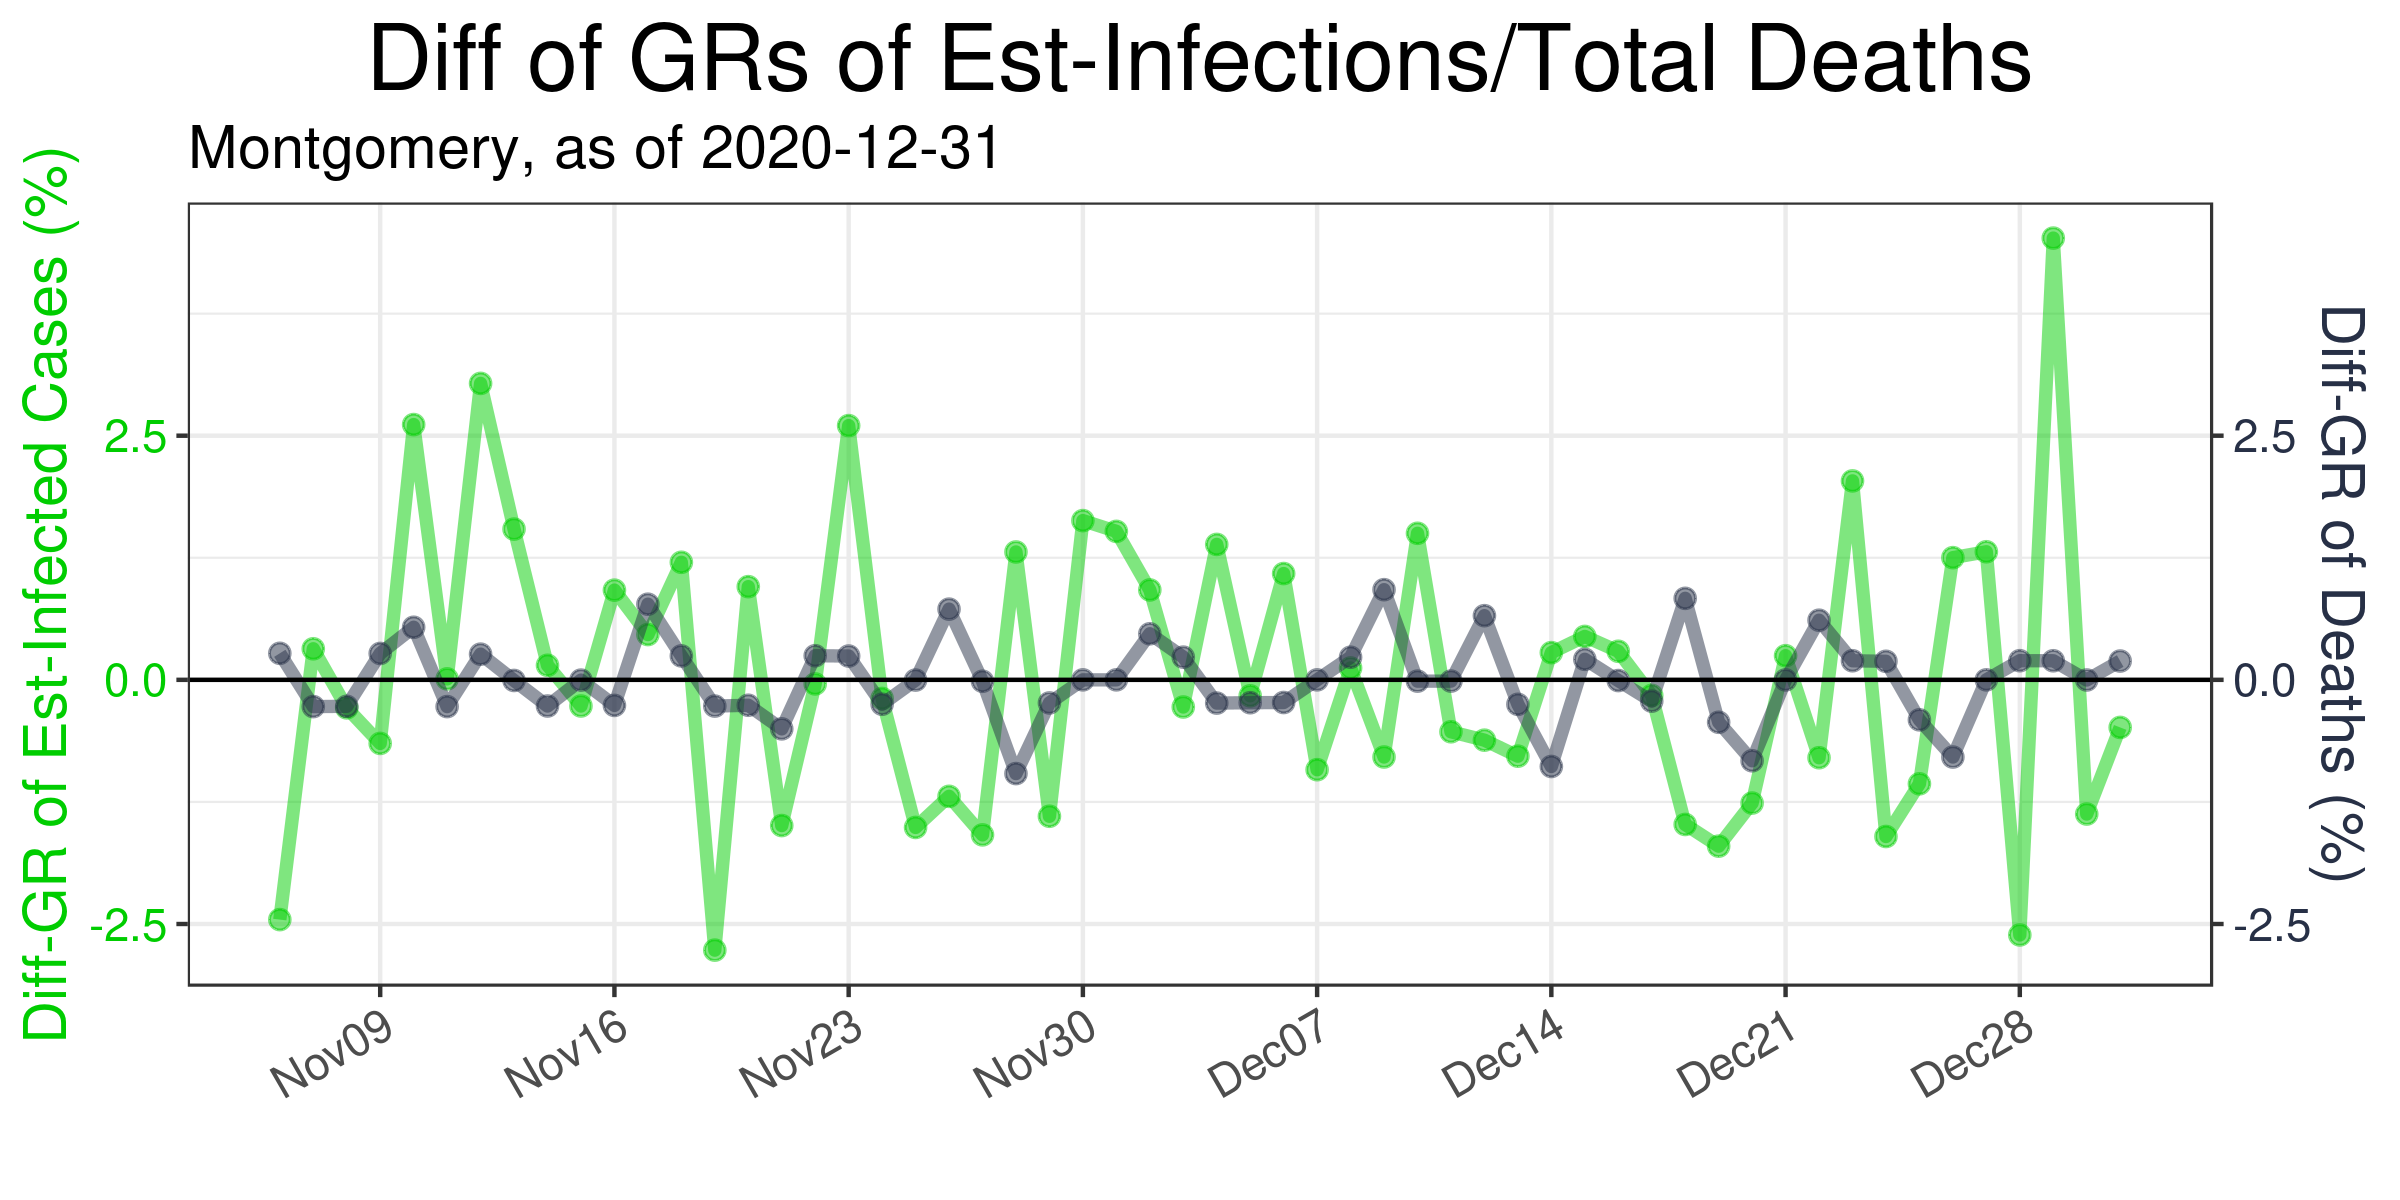 Diff of GRs of Est-Infections/Total Deaths
Montgomery, as of 2020-12-31
Diff-GR of Est-Infected Cases (%)
2.5
0.0
-2.5
2.5
0.0
-2.5
Diff-GR of Deaths (%)
Nov09
Nov16
Nov23
Nov30
Dec07
Dec14
Dec21
Dec28